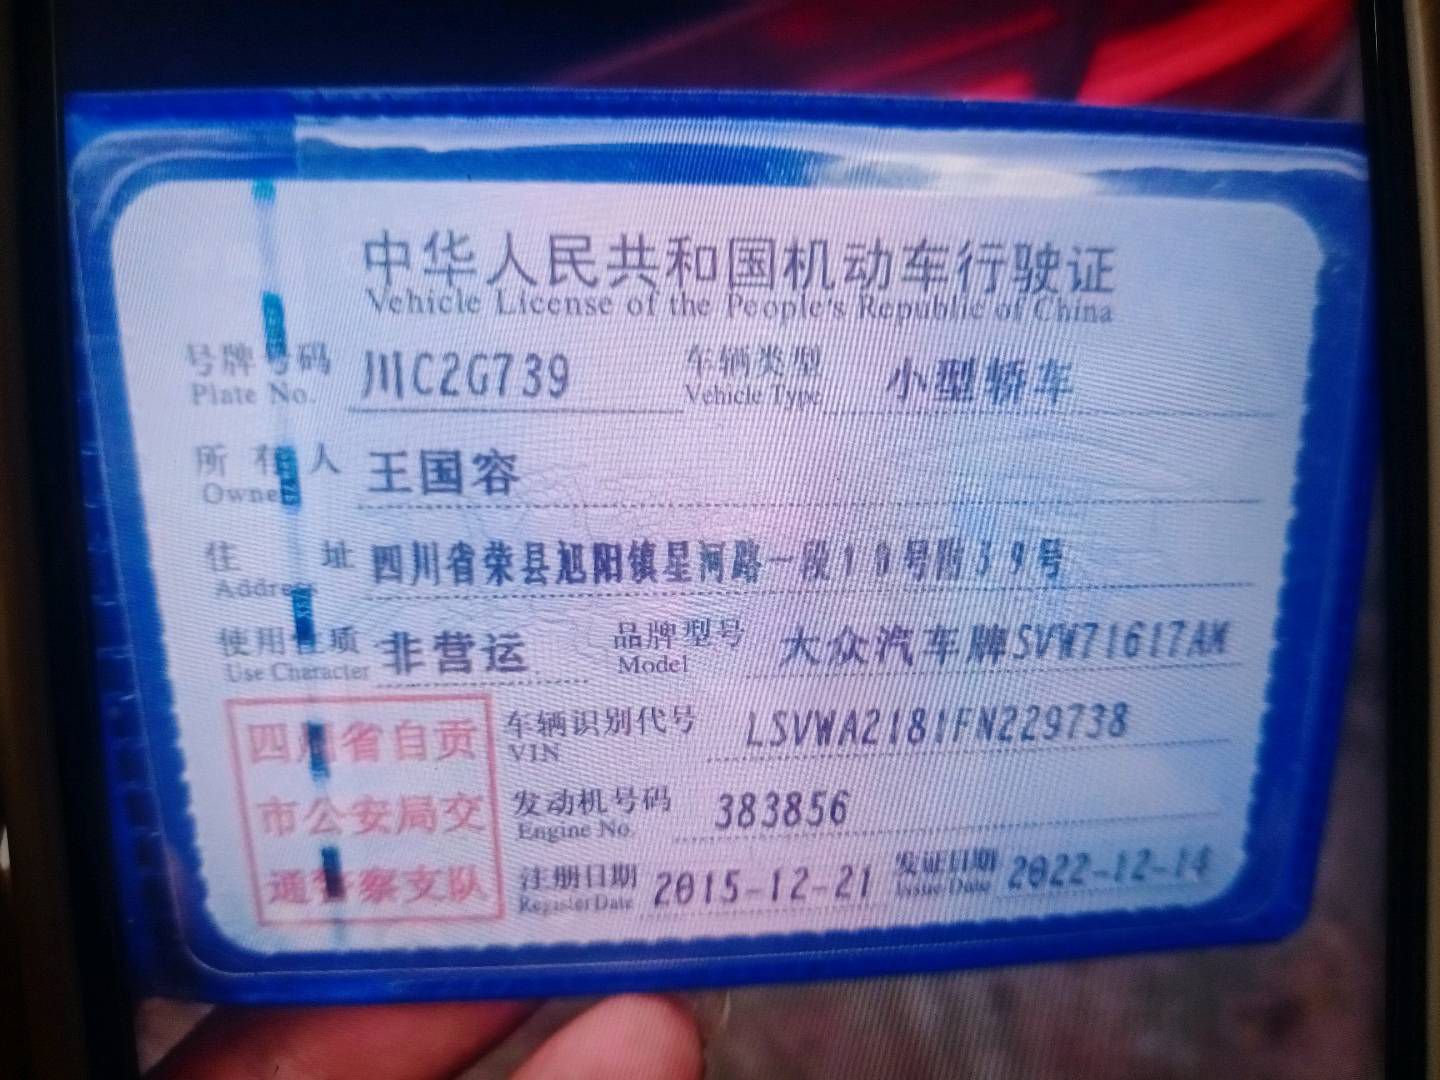 中华人民共和国机动车行驶证
Vehicle License of the People's Republic of China
号牌号码 川C2G739 车辆类型 小型轿车
Plate No. Vehicle Type
所有人 王国容
Owner
住址 四川省荣县旭阳镇星河路一段10号附39号
Address
使用性质 非营运 品牌型号 大众汽车牌SVW71617AM
Use Character Model
四川省自贡
市公安局交
通警察支队
车辆识别代号 LSVWA2181FN229738
VIN
发动机号码 383856
Engine No.
注册日期 2015-12-21 发证日期 2022-12-14
Register Date Issue Date